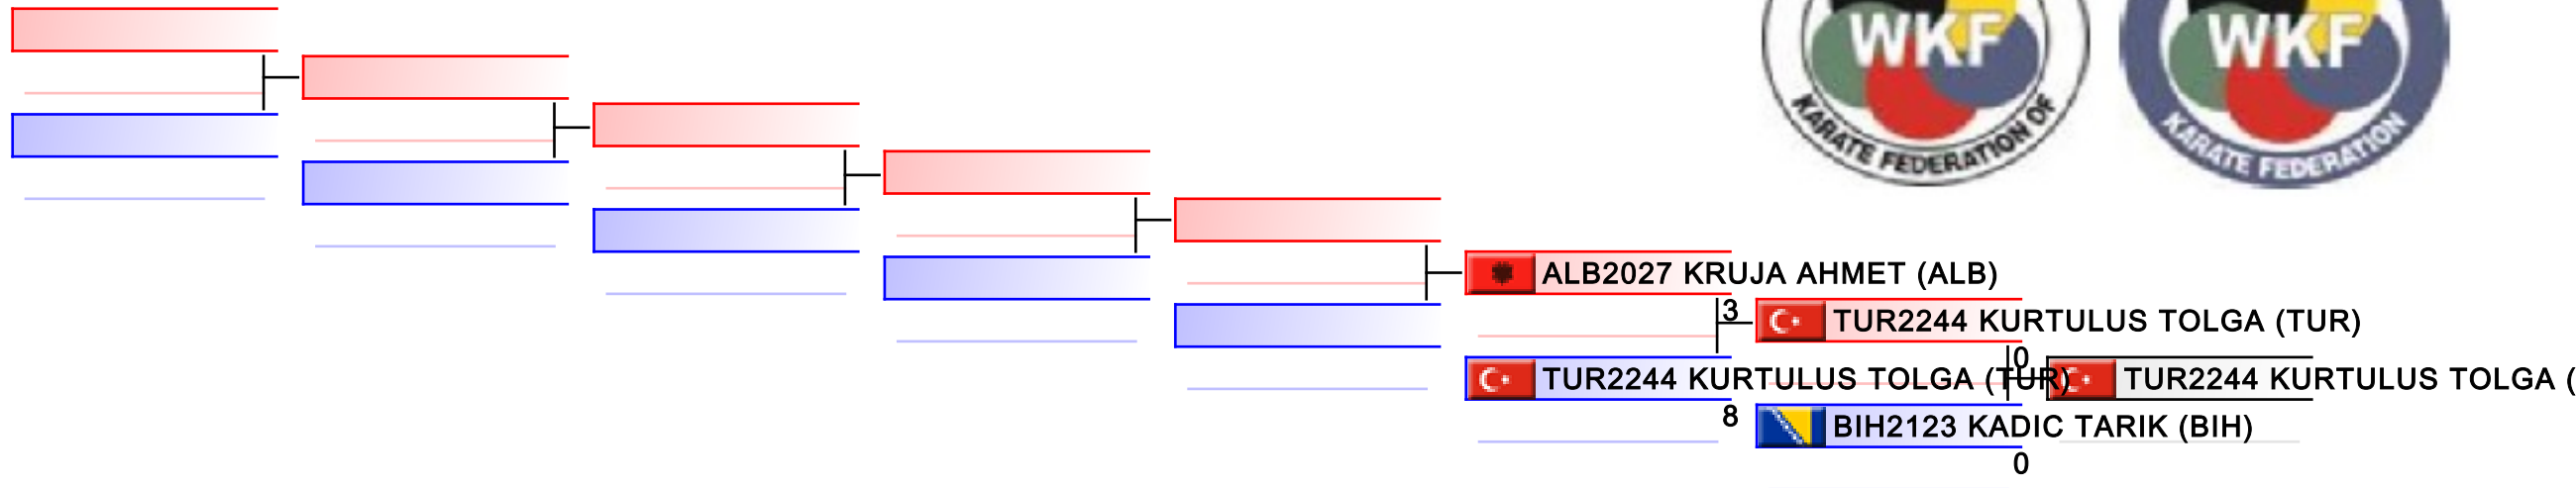 WKF
KARATE FEDERATION OF
WKF
KARATE FEDERATION
ALB2027 KRUJA AHMET (ALB)
3
TUR2244 KURTULUS TOLGA (TUR)
0
TUR2244 KURTULUS TOLGA (TUR)
TUR2244 KURTULUS TOLGA (
8
BIH2123 KADIC TARIK (BIH)
0